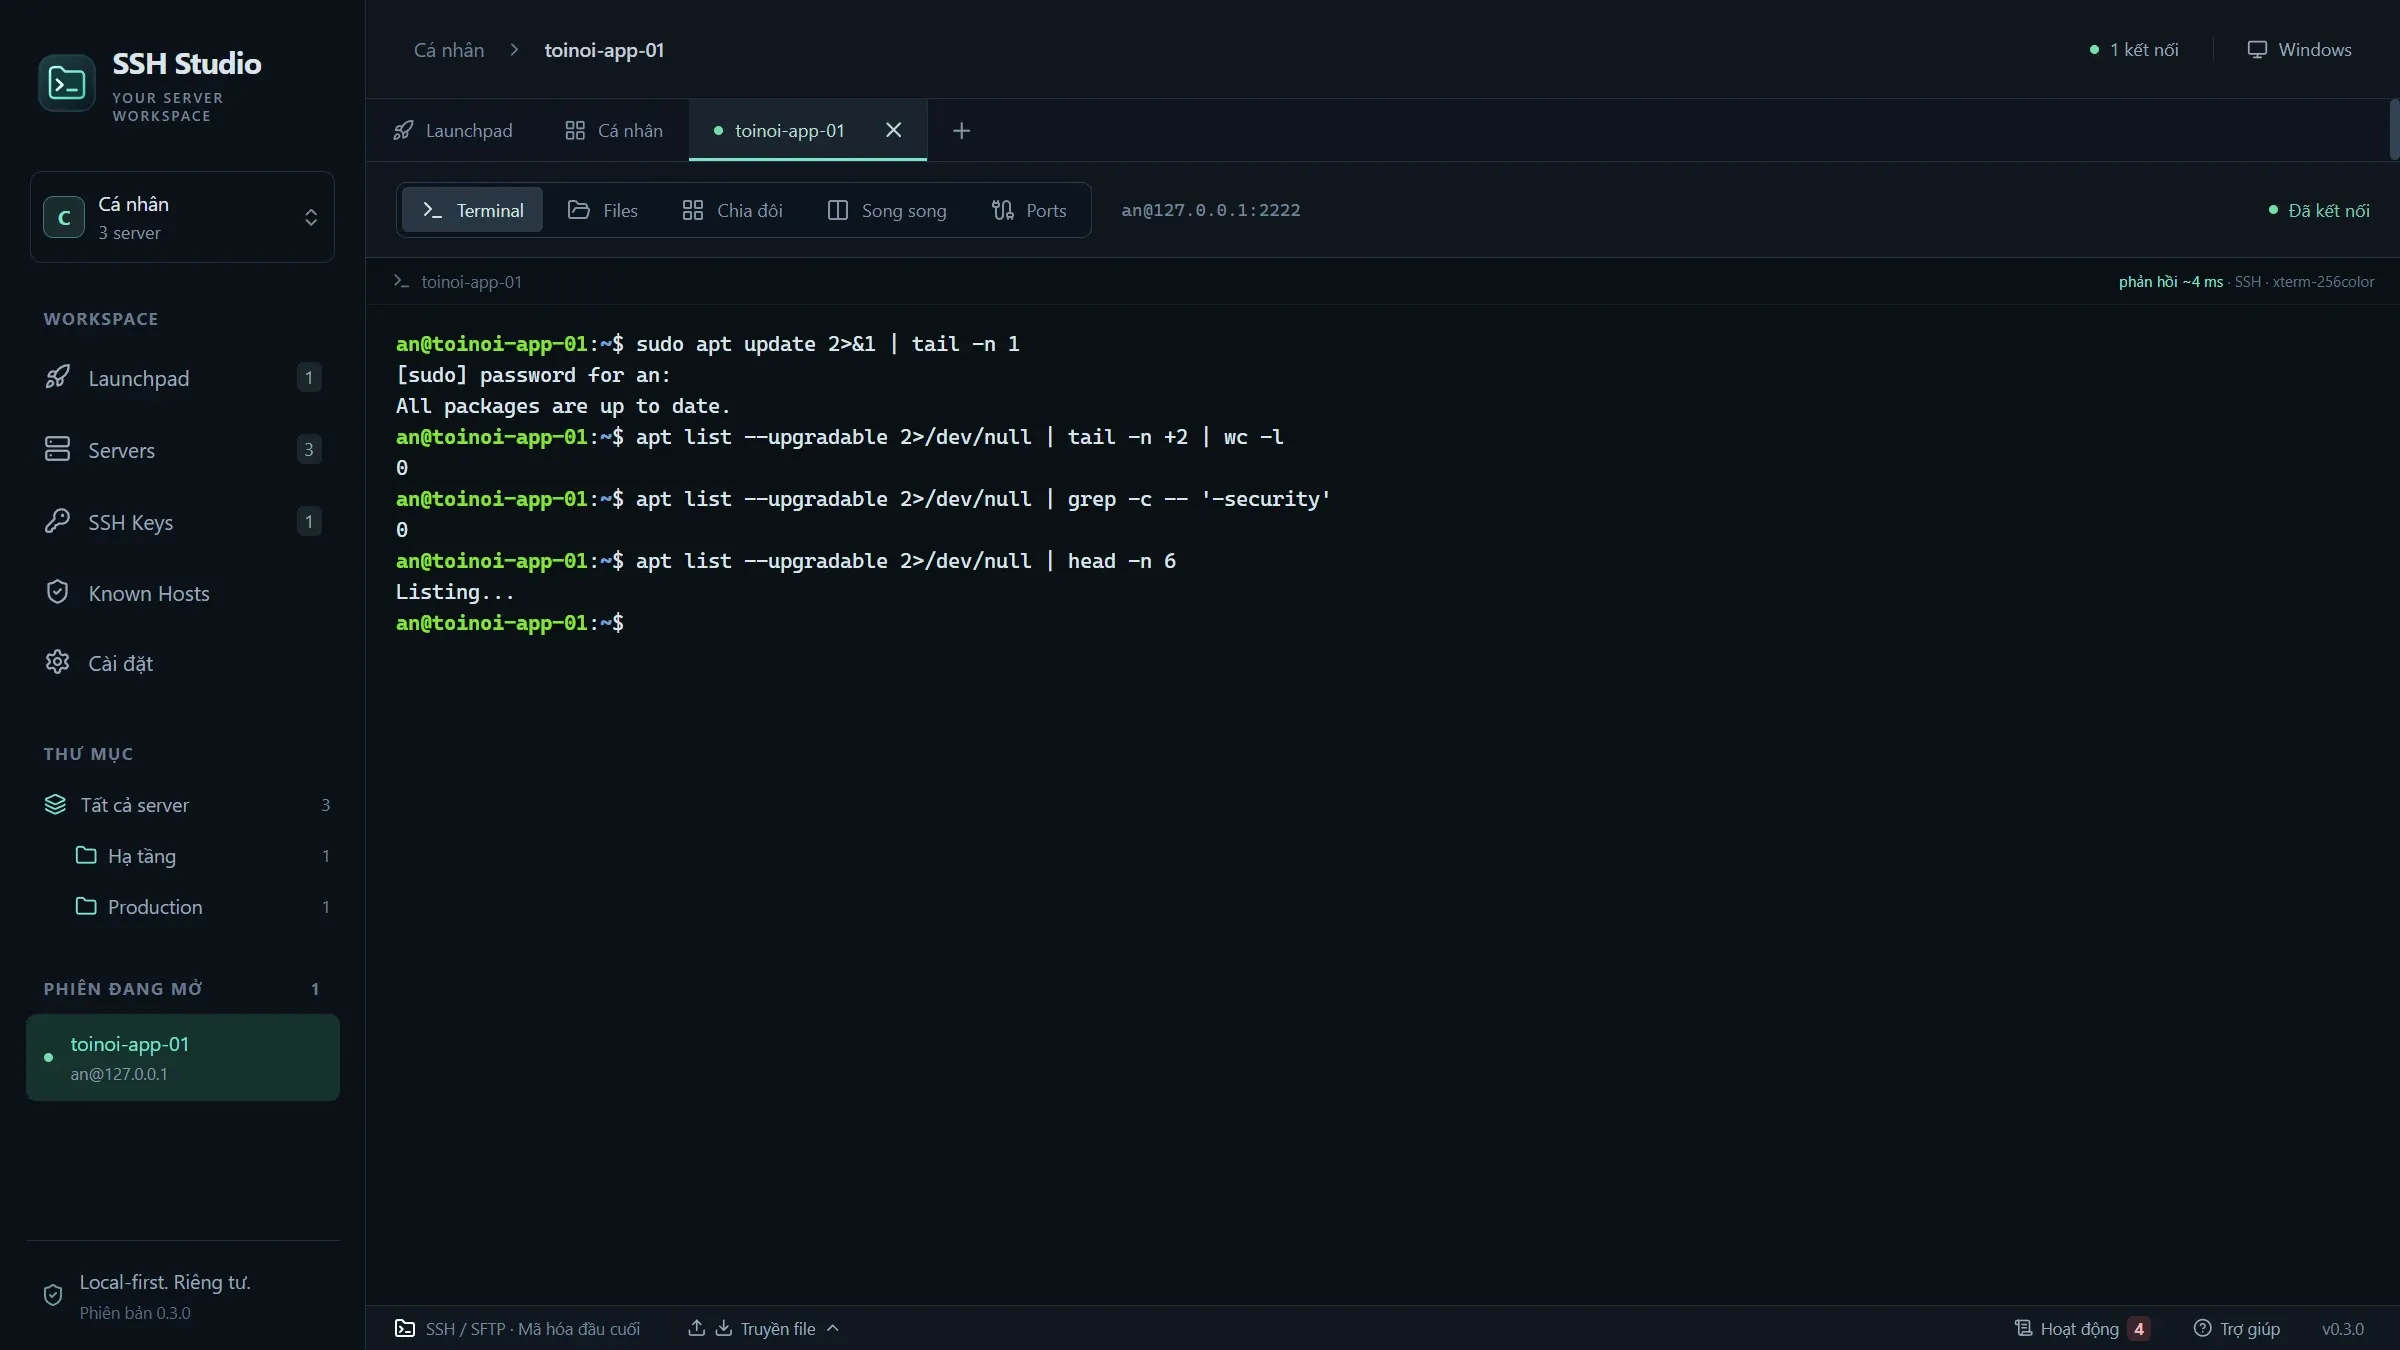 SSH Studio
YOUR SERVER
WORKSPACE
C
Cá nhân
3 server
WORKSPACE
Launchpad 1
Servers 3
SSH Keys 1
Known Hosts
Cài đặt
THƯ MỤC
Tất cả server 3
Hạ tầng 1
Production 1
PHIÊN ĐANG MỞ 1
toinoi-app-01
an@127.0.0.1
Local-first. Riêng tư.
Phiên bản 0.3.0
Cá nhân > toinoi-app-01
1 kết nối
Windows
Launchpad
Cá nhân
toinoi-app-01
Terminal
Files
Chia đôi
Song song
Ports
an@127.0.0.1:2222
Đã kết nối
toinoi-app-01
phản hồi ~4 ms · SSH · xterm-256color
an@toinoi-app-01:~$ sudo apt update 2>&1 | tail -n 1
[sudo] password for an:
All packages are up to date.
an@toinoi-app-01:~$ apt list --upgradable 2>/dev/null | tail -n +2 | wc -l
0
an@toinoi-app-01:~$ apt list --upgradable 2>/dev/null | grep -c -- '-security'
0
an@toinoi-app-01:~$ apt list --upgradable 2>/dev/null | head -n 6
Listing...
an@toinoi-app-01:~$
SSH / SFTP · Mã hóa đầu cuối
Truyền file
Hoạt động 4
Trợ giúp
v0.3.0